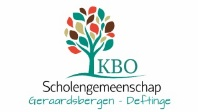 KBO
Scholengemeenschap
Geraardsbergen - Deftinge